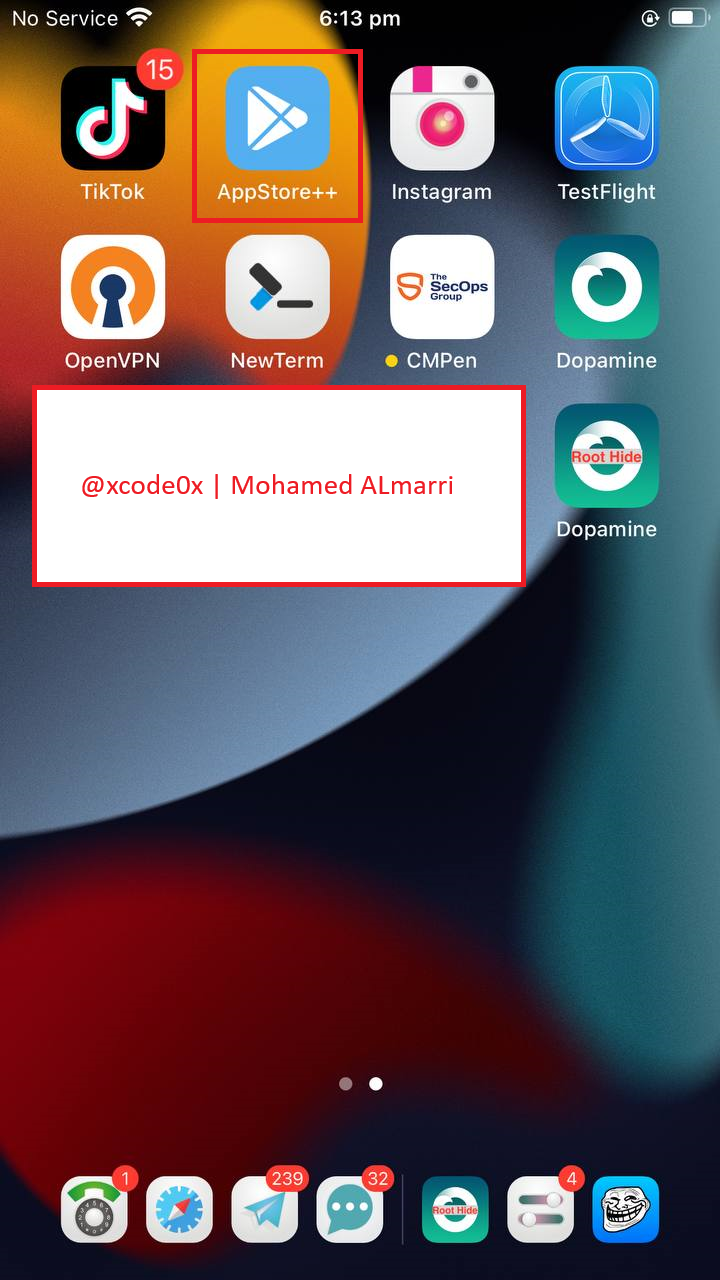 No Service 6:13 pm
15
TikTok AppStore++ Instagram TestFlight
The
SecOps
Group
OpenVPN NewTerm CMPen Dopamine
@xcode0x | Mohamed ALmarri
Root Hide
Dopamine
1 239 32 4
Root Hide